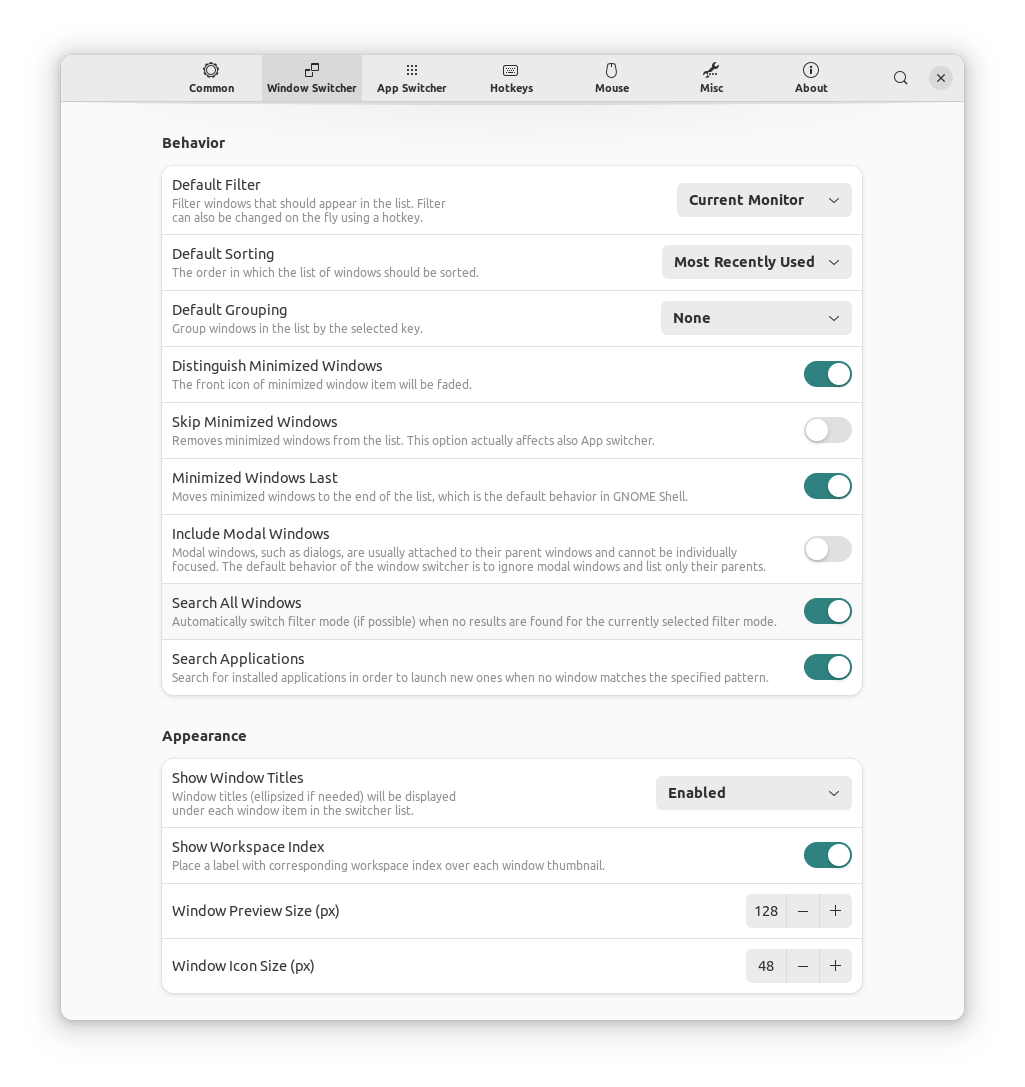 Common
Window Switcher
App Switcher
Hotkeys
Mouse
Misc
About
Behavior
Default Filter
Filter windows that should appear in the list. Filter
can also be changed on the fly using a hotkey.
Current Monitor
Default Sorting
The order in which the list of windows should be sorted.
Most Recently Used
Default Grouping
Group windows in the list by the selected key.
None
Distinguish Minimized Windows
The front icon of minimized window item will be faded.
Skip Minimized Windows
Removes minimized windows from the list. This option actually affects also App switcher.
Minimized Windows Last
Moves minimized windows to the end of the list, which is the default behavior in GNOME Shell.
Include Modal Windows
Modal windows, such as dialogs, are usually attached to their parent windows and cannot be individually
focused. The default behavior of the window switcher is to ignore modal windows and list only their parents.
Search All Windows
Automatically switch filter mode (if possible) when no results are found for the currently selected filter mode.
Search Applications
Search for installed applications in order to launch new ones when no window matches the specified pattern.
Appearance
Show Window Titles
Window titles (ellipsized if needed) will be displayed
under each window item in the switcher list.
Enabled
Show Workspace Index
Place a label with corresponding workspace index over each window thumbnail.
Window Preview Size (px)
128
Window Icon Size (px)
48